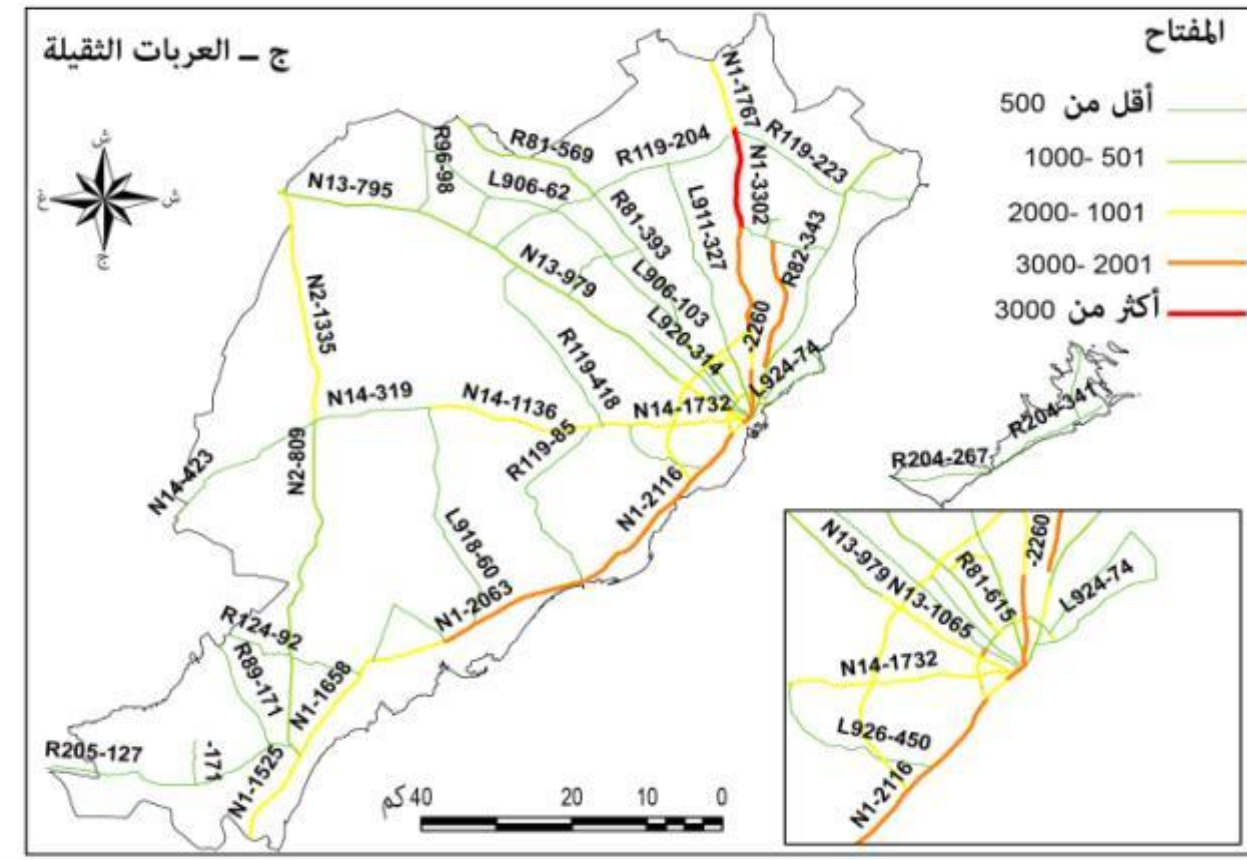 ج – العربات الثقيلة
المفتاح
أقل من 500
1000- 501
2000- 1001
3000- 2001
أكثر من 3000
ش
ق
ج
غ
N1-1767
R119-204
R119-223
R81-569
R96-98
N13-795
L906-62
N1-3302
L911-327
R81-393
R82-343
N13-979
L906-103
N2-1335
L920-314
-2260
L924-74
R119-418
N14-319
N14-1136
N14-1732
R119-85
N2-809
N14-423
N1-2116
L918-60
N1-2063
R124-92
R89-171
N1-1658
R205-127
-171
N1-1525
R204-341
R204-267
N13-979
N13-1065
R81-615
-2260
L924-74
N14-1732
L926-450
N1-2116
كم 40 20 10 0